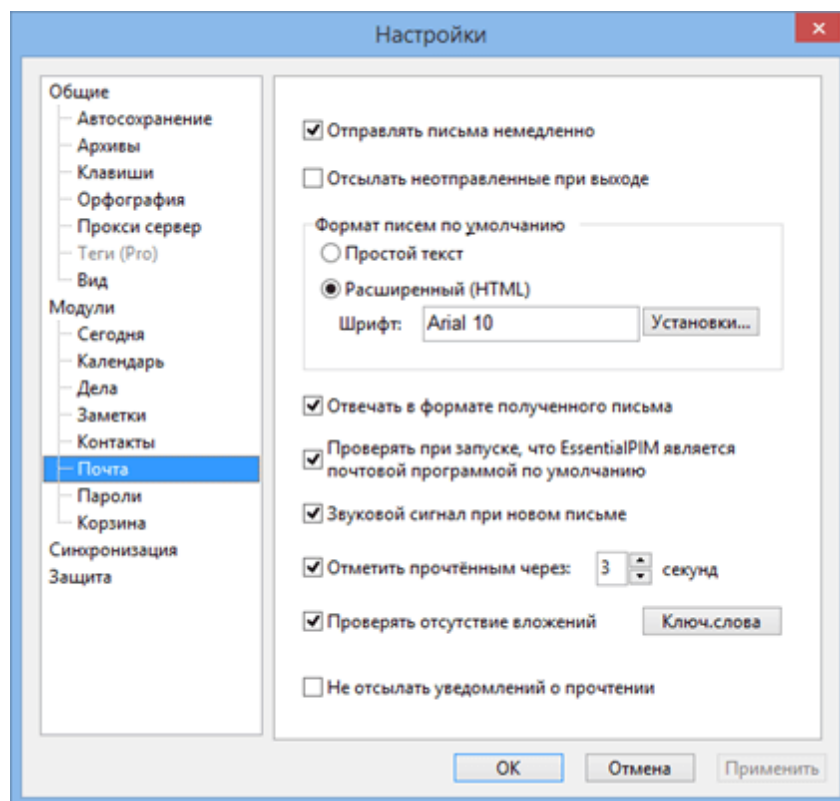 Настройки
Общие
Автосохранение
Архивы
Клавиши
Орфография
Прокси сервер
Теги (Pro)
Вид
Модули
Сегодня
Календарь
Дела
Заметки
Контакты
Почта
Пароли
Корзина
Синхронизация
Защита
Отправлять письма немедленно
Отсылать неотправленные при выходе
Формат писем по умолчанию
Простой текст
Расширенный (HTML)
Шрифт: Arial 10 Установки...
Отвечать в формате полученного письма
Проверять при запуске, что EssentialPIM является
почтовой программой по умолчанию
Звуковой сигнал при новом письме
Отметить прочтённым через: 3 секунд
Проверять отсутствие вложений Ключ.слова
Не отсылать уведомлений о прочтении
OK Отмена Применить